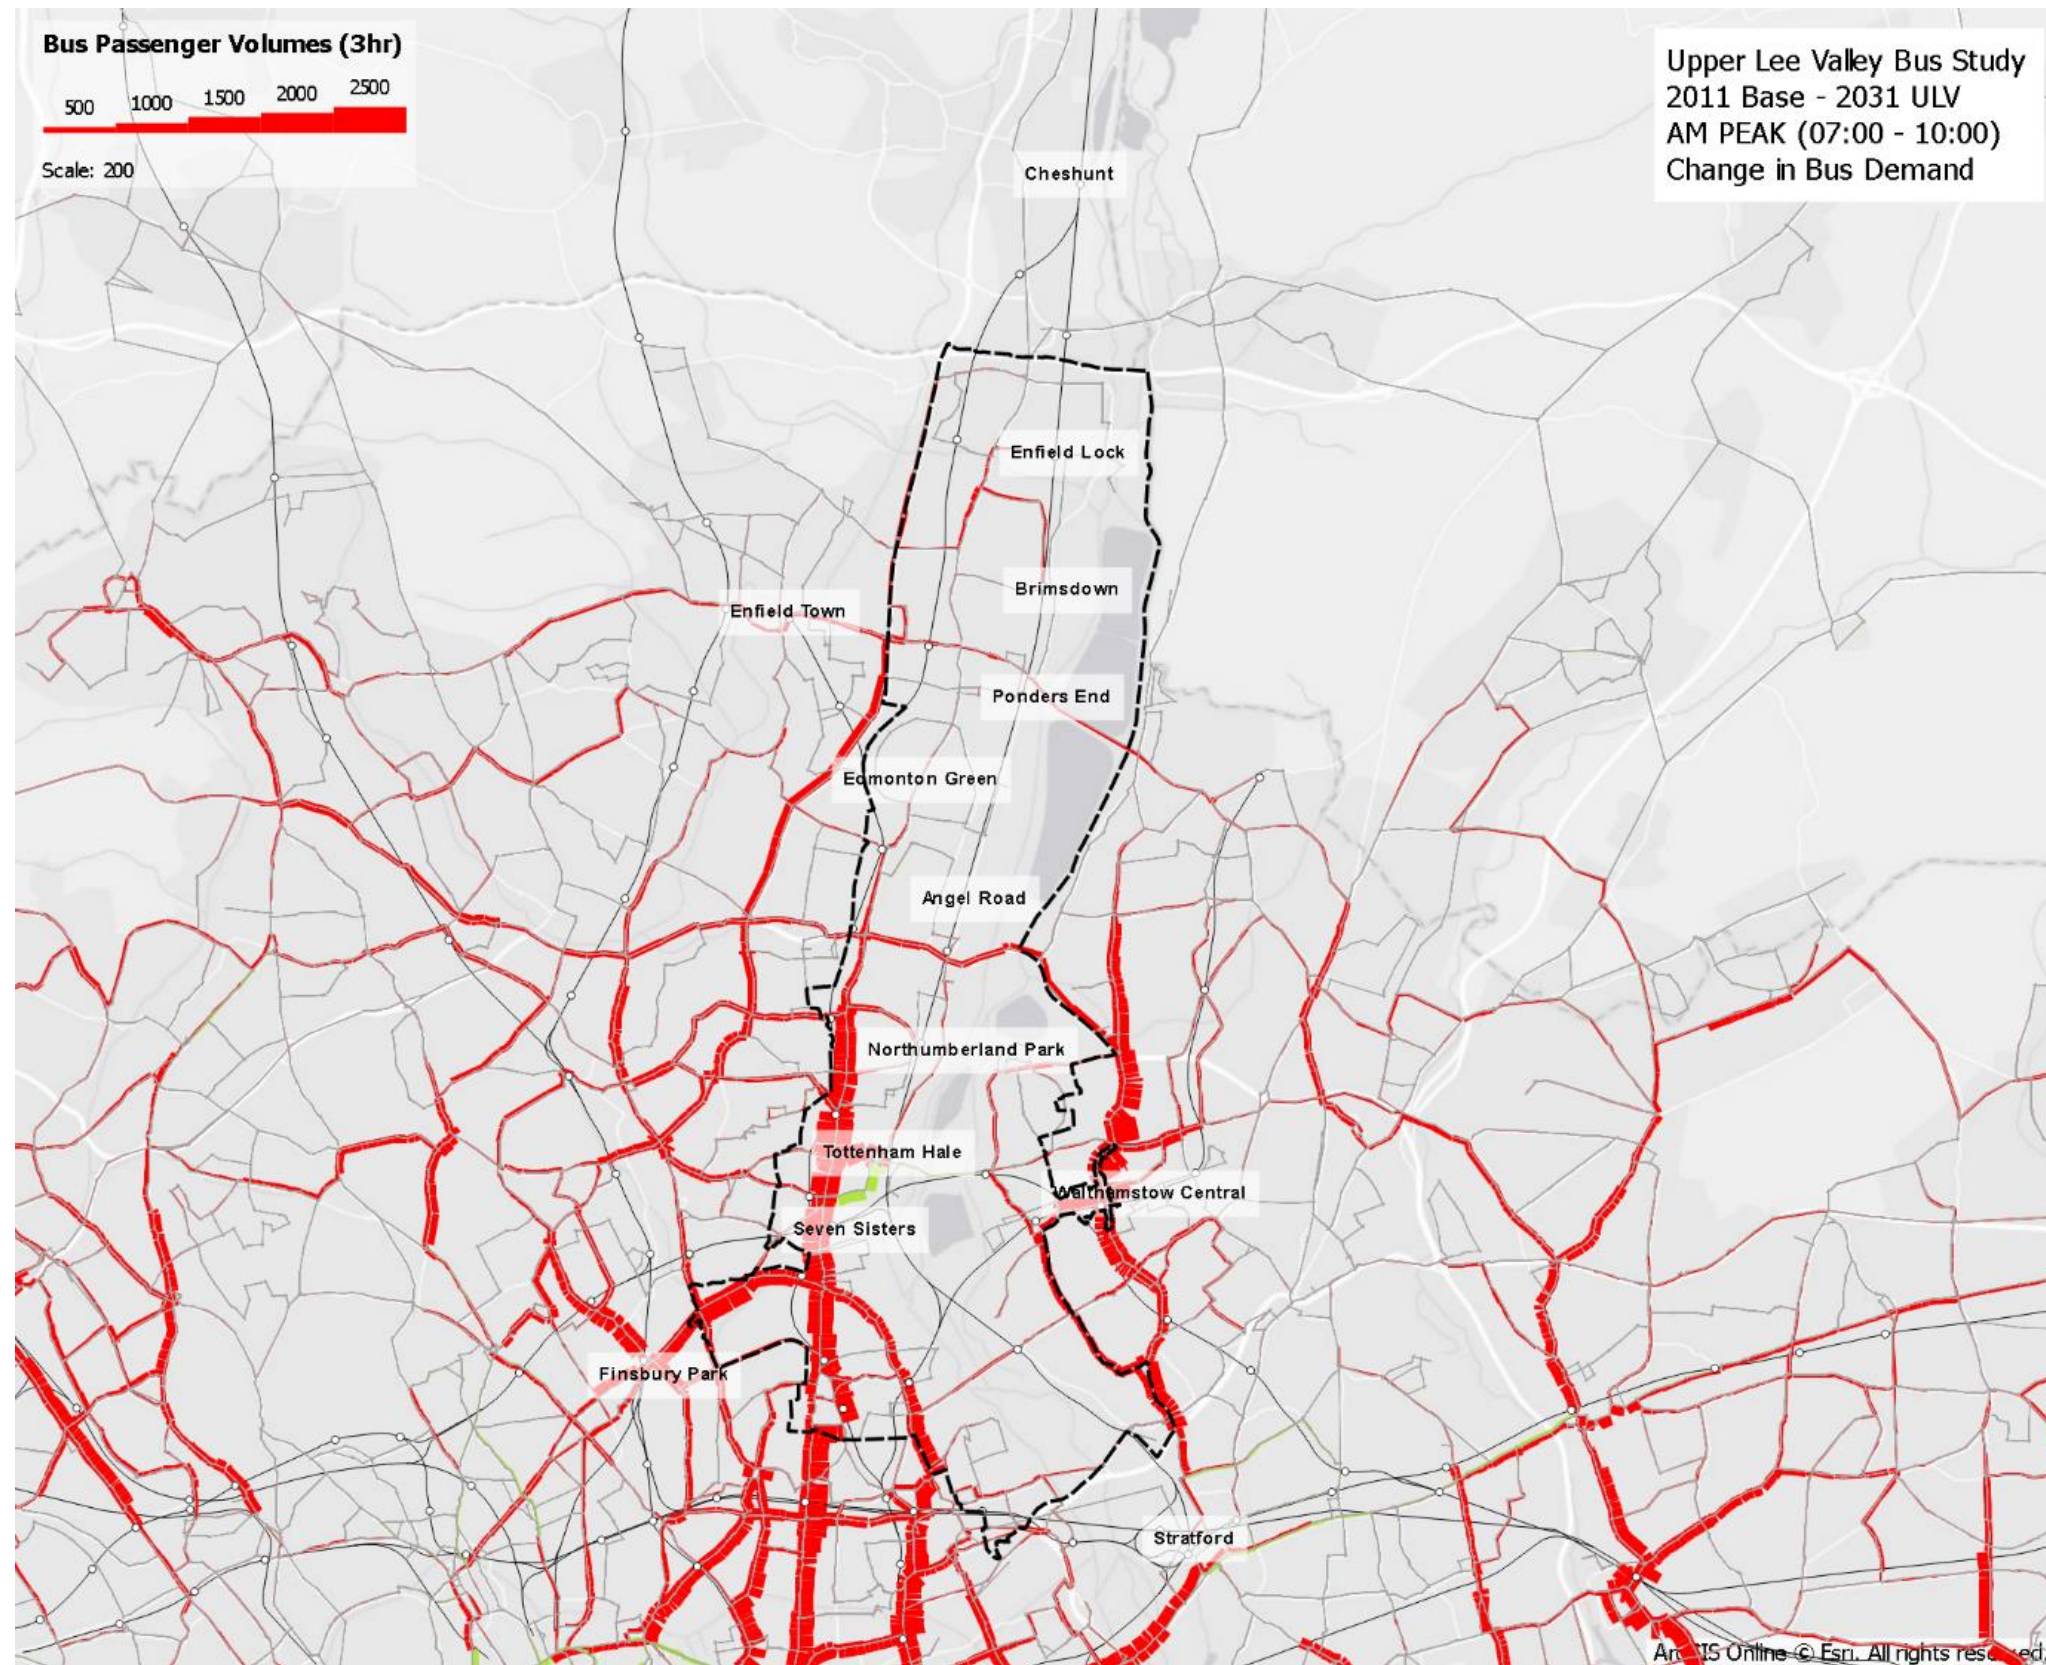 Bus Passenger Volumes (3hr)
500 1000 1500 2000 2500
Scale: 200
Upper Lee Valley Bus Study
2011 Base - 2031 ULV
AM PEAK (07:00 - 10:00)
Change in Bus Demand
Cheshunt
Enfield Lock
Brimsdown
Enfield Town
Ponders End
Edmonton Green
Angel Road
Northumberland Park
Tottenham Hale
Walthamstow Central
Seven Sisters
Finsbury Park
Stratford
Online © Esri. All rights